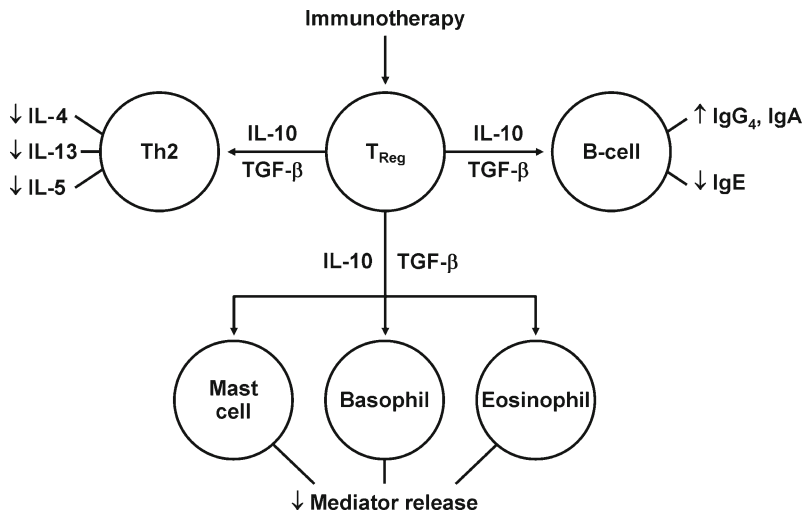 Immunotherapy
↓ IL-4
↓ IL-13
↓ IL-5
Th2
IL-10
TGF-β
T_Reg
IL-10
TGF-β
B-cell
↑ IgG₄, IgA
↓ IgE
IL-10 TGF-β
Mast
cell
Basophil
Eosinophil
↓ Mediator release